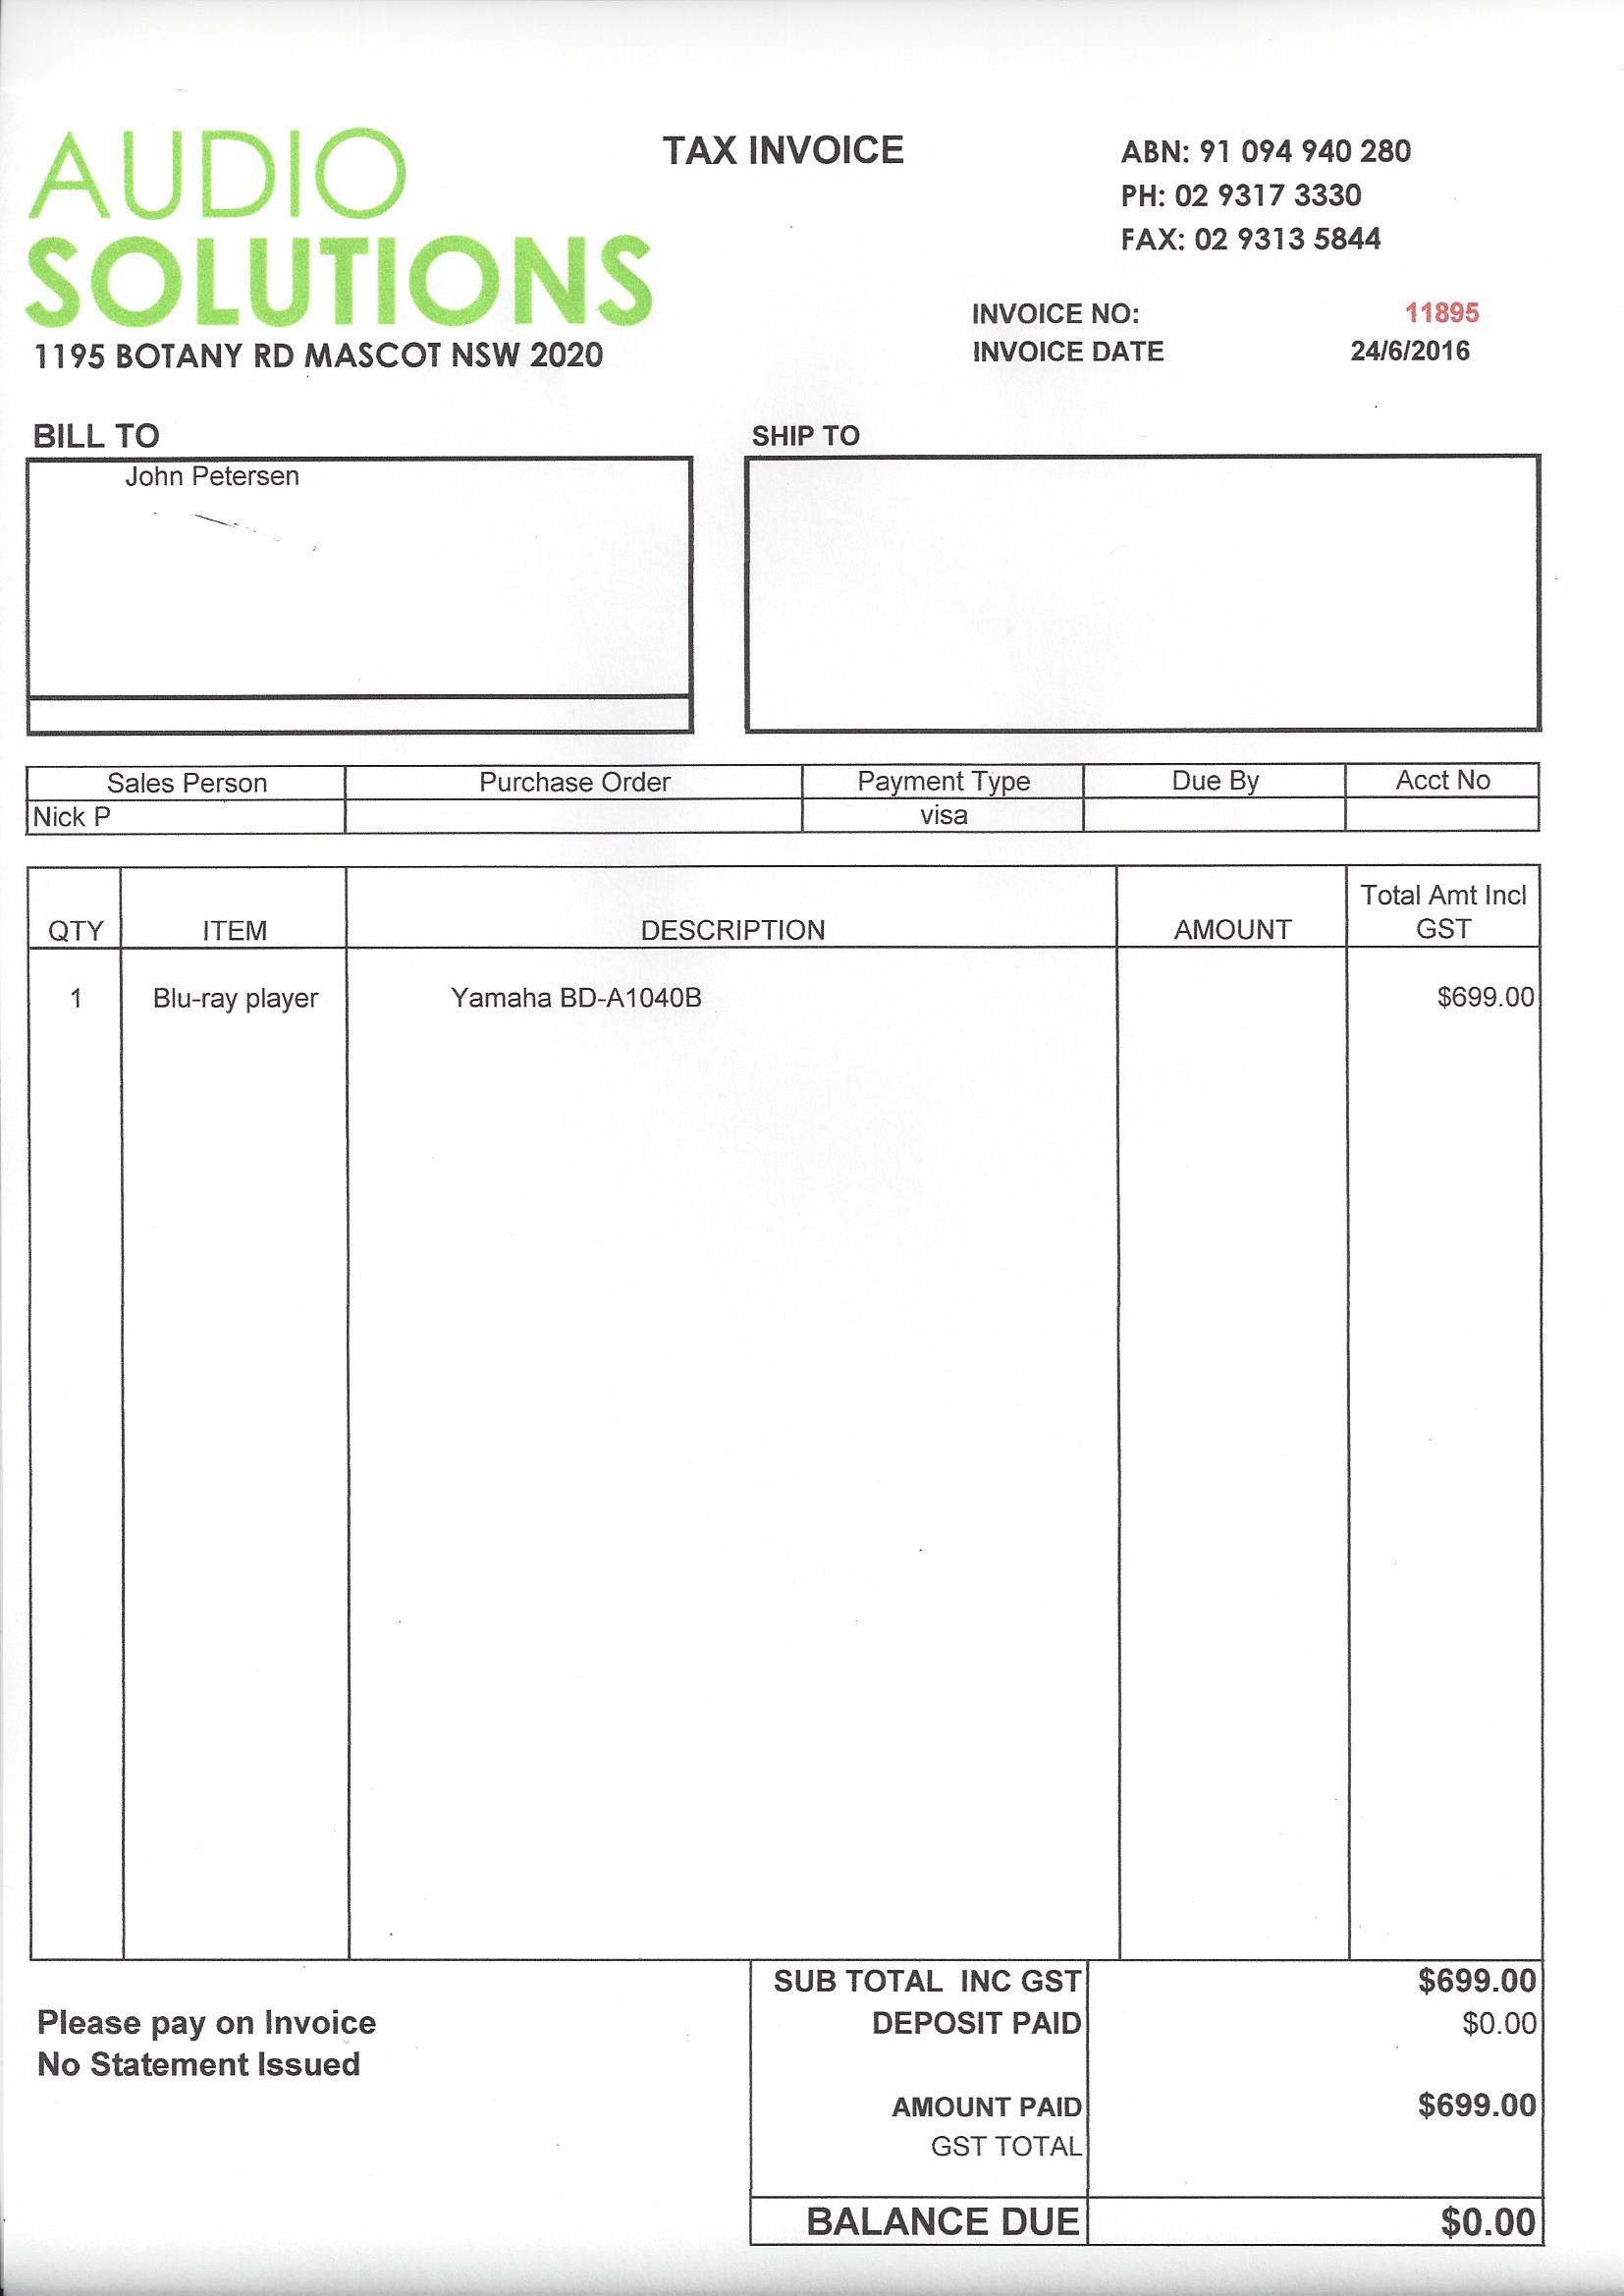 AUDIO
SOLUTIONS
1195 BOTANY RD MASCOT NSW 2020
TAX INVOICE
ABN: 91 094 940 280
PH: 02 9317 3330
FAX: 02 9313 5844
INVOICE NO: 11895
INVOICE DATE 24/6/2016
BILL TO
John Petersen
SHIP TO
Sales Person Purchase Order Payment Type Due By Acct No
Nick P visa
QTY ITEM DESCRIPTION AMOUNT Total Amt Incl GST
1 Blu-ray player Yamaha BD-A1040B $699.00
Please pay on Invoice
No Statement Issued
SUB TOTAL INC GST $699.00
DEPOSIT PAID $0.00
AMOUNT PAID $699.00
GST TOTAL
BALANCE DUE $0.00